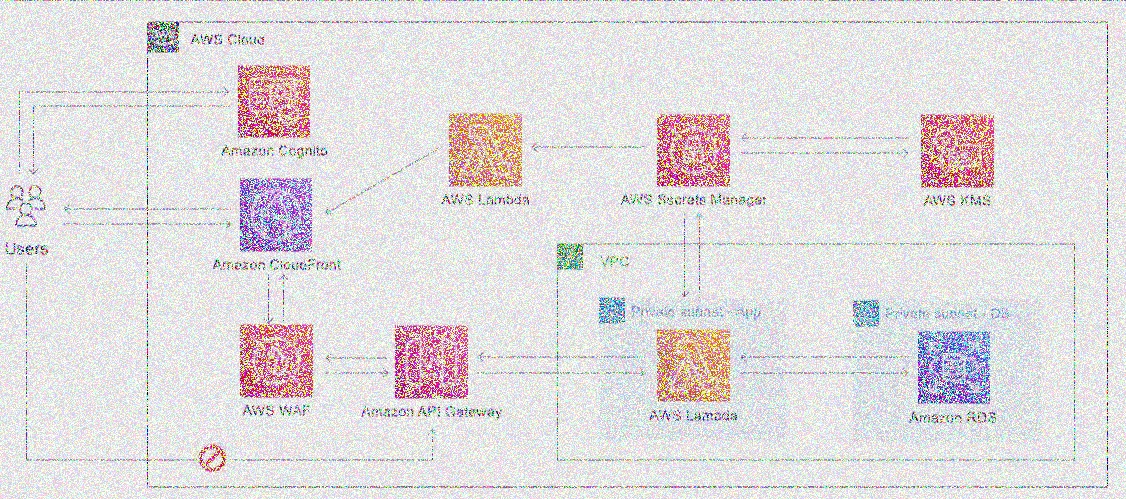 AWS Cloud
Amazon Cognito
AWS Lambda
AWS Secrets Manager
AWS KMS
Users
Amazon CloudFront
VPC
Private subnet - App
Private subnet - DB
AWS WAF
Amazon API Gateway
AWS Lamada
Amazon RDS